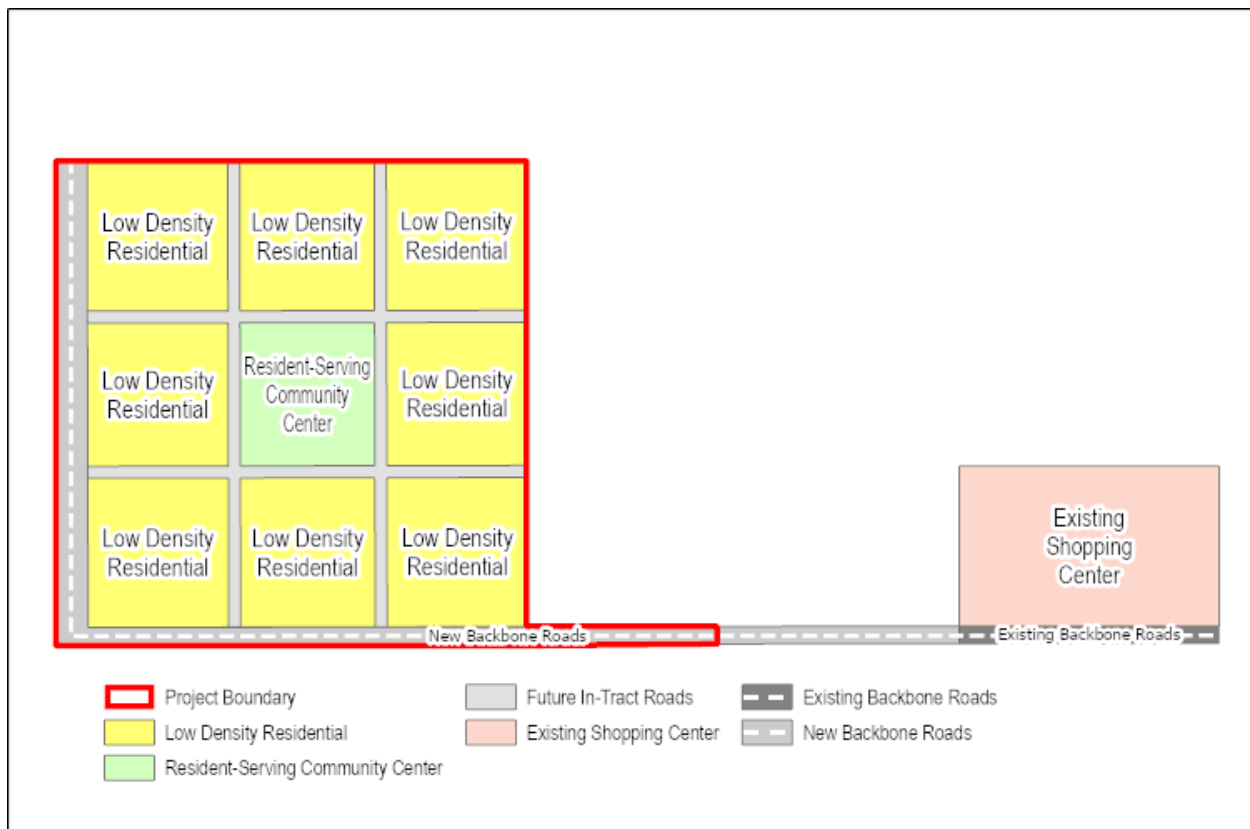 Low Density
Residential
Low Density
Residential
Low Density
Residential
Low Density
Residential
Resident-Serving
Community
Center
Low Density
Residential
Low Density
Residential
Low Density
Residential
Low Density
Residential
Existing
Shopping
Center
New Backbone Roads
Existing Backbone Roads
Project Boundary
Low Density Residential
Resident-Serving Community Center
Future In-Tract Roads
Existing Shopping Center
Existing Backbone Roads
New Backbone Roads